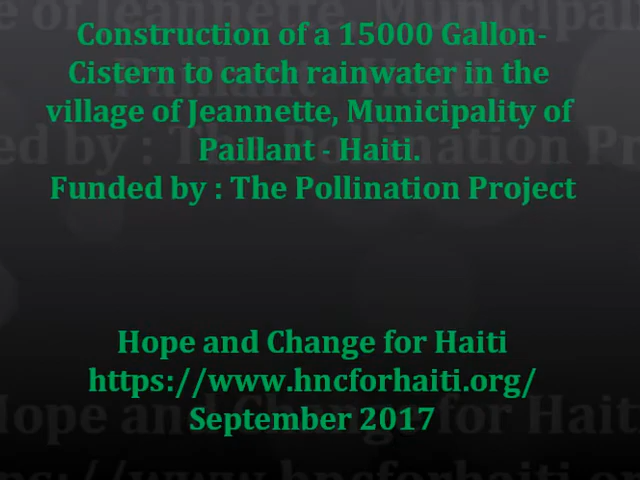 Construction of a 15000 Gallon-
Cistern to catch rainwater in the
village of Jeannette, Municipality of
Paillant - Haiti.
Funded by : The Pollination Project
Hope and Change for Haiti
https://www.hncforhaiti.org/
September 2017